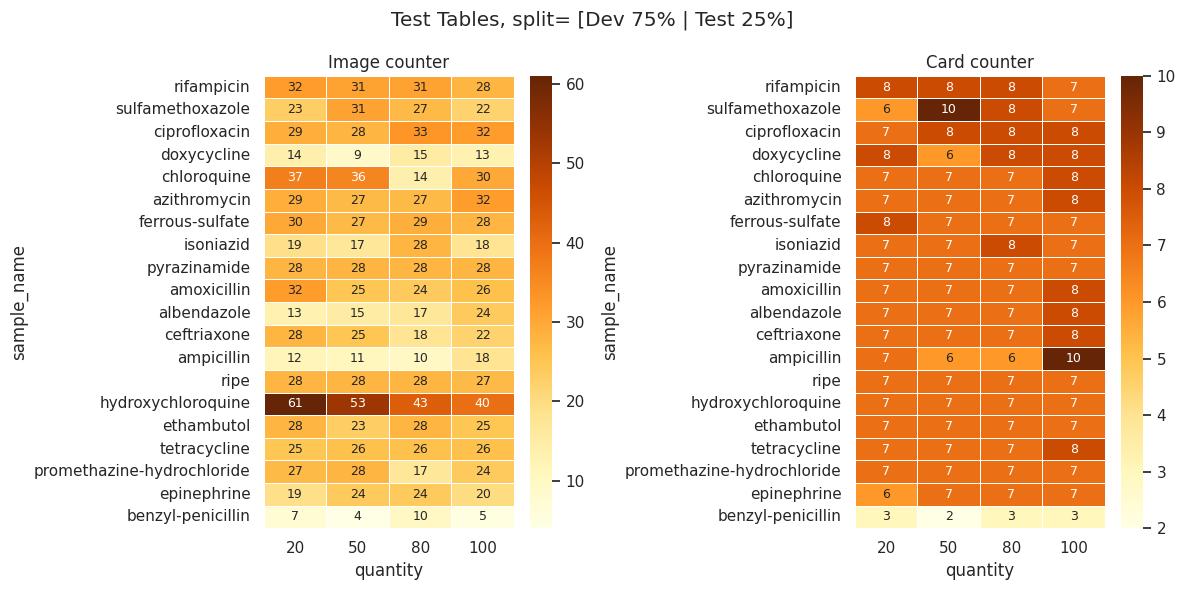 Test Tables, split= [Dev 75% | Test 25%]
Image counter
sample_name
rifampicin 32 31 31 28
sulfamethoxazole 23 31 27 22
ciprofloxacin 29 28 33 32
doxycycline 14 9 15 13
chloroquine 37 36 14 30
azithromycin 29 27 27 32
ferrous-sulfate 30 27 29 28
isoniazid 19 17 28 18
pyrazinamide 28 28 28 28
amoxicillin 32 25 24 26
albendazole 13 15 17 24
ceftriaxone 28 25 18 22
ampicillin 12 11 10 18
ripe 28 28 28 27
hydroxychloroquine 61 53 43 40
ethambutol 28 23 28 25
tetracycline 25 26 26 26
promethazine-hydrochloride 27 28 17 24
epinephrine 19 24 24 20
benzyl-penicillin 7 4 10 5
20 50 80 100
quantity
60
50
40
30
20
10
Card counter
sample_name
rifampicin 8 8 8 7
sulfamethoxazole 6 10 8 7
ciprofloxacin 7 8 8 8
doxycycline 8 6 8 8
chloroquine 7 7 7 8
azithromycin 7 7 7 8
ferrous-sulfate 8 7 7 7
isoniazid 7 7 8 7
pyrazinamide 7 7 7 7
amoxicillin 7 7 7 8
albendazole 7 7 7 8
ceftriaxone 7 7 7 8
ampicillin 7 6 6 10
ripe 7 7 7 7
hydroxychloroquine 7 7 7 7
ethambutol 7 7 7 7
tetracycline 7 7 7 8
promethazine-hydrochloride 7 7 7 7
epinephrine 6 7 7 7
benzyl-penicillin 3 2 3 3
20 50 80 100
quantity
10
9
8
7
6
5
4
3
2